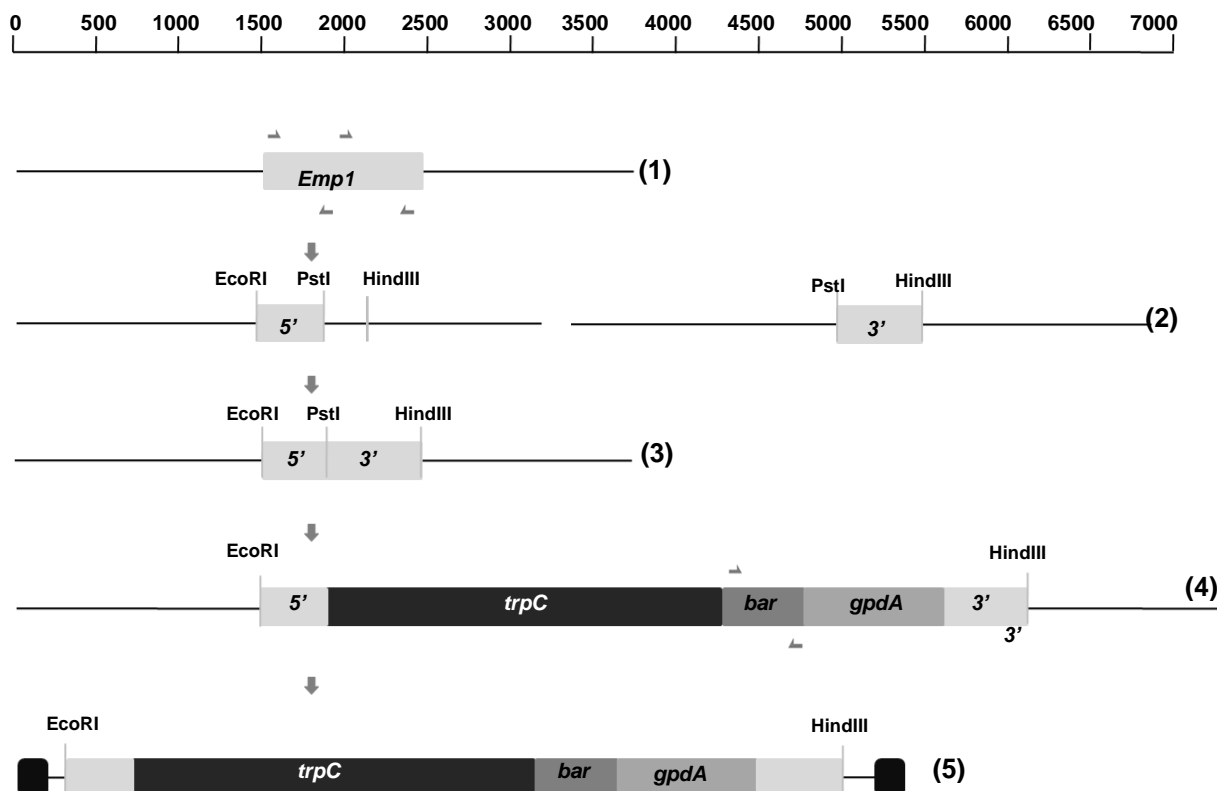 0 500 1000 1500 2000 2500 3000 3500 4000 4500 5000 5500 6000 6500 7000
Emp1 (1)
EcoRI PstI HindIII PstI HindIII
5’ 3’ (2)
EcoRI PstI HindIII
5’ 3’ (3)
EcoRI HindIII
5’ trpC bar gpdA 3’ (4)
3’
EcoRI HindIII
trpC bar gpdA (5)